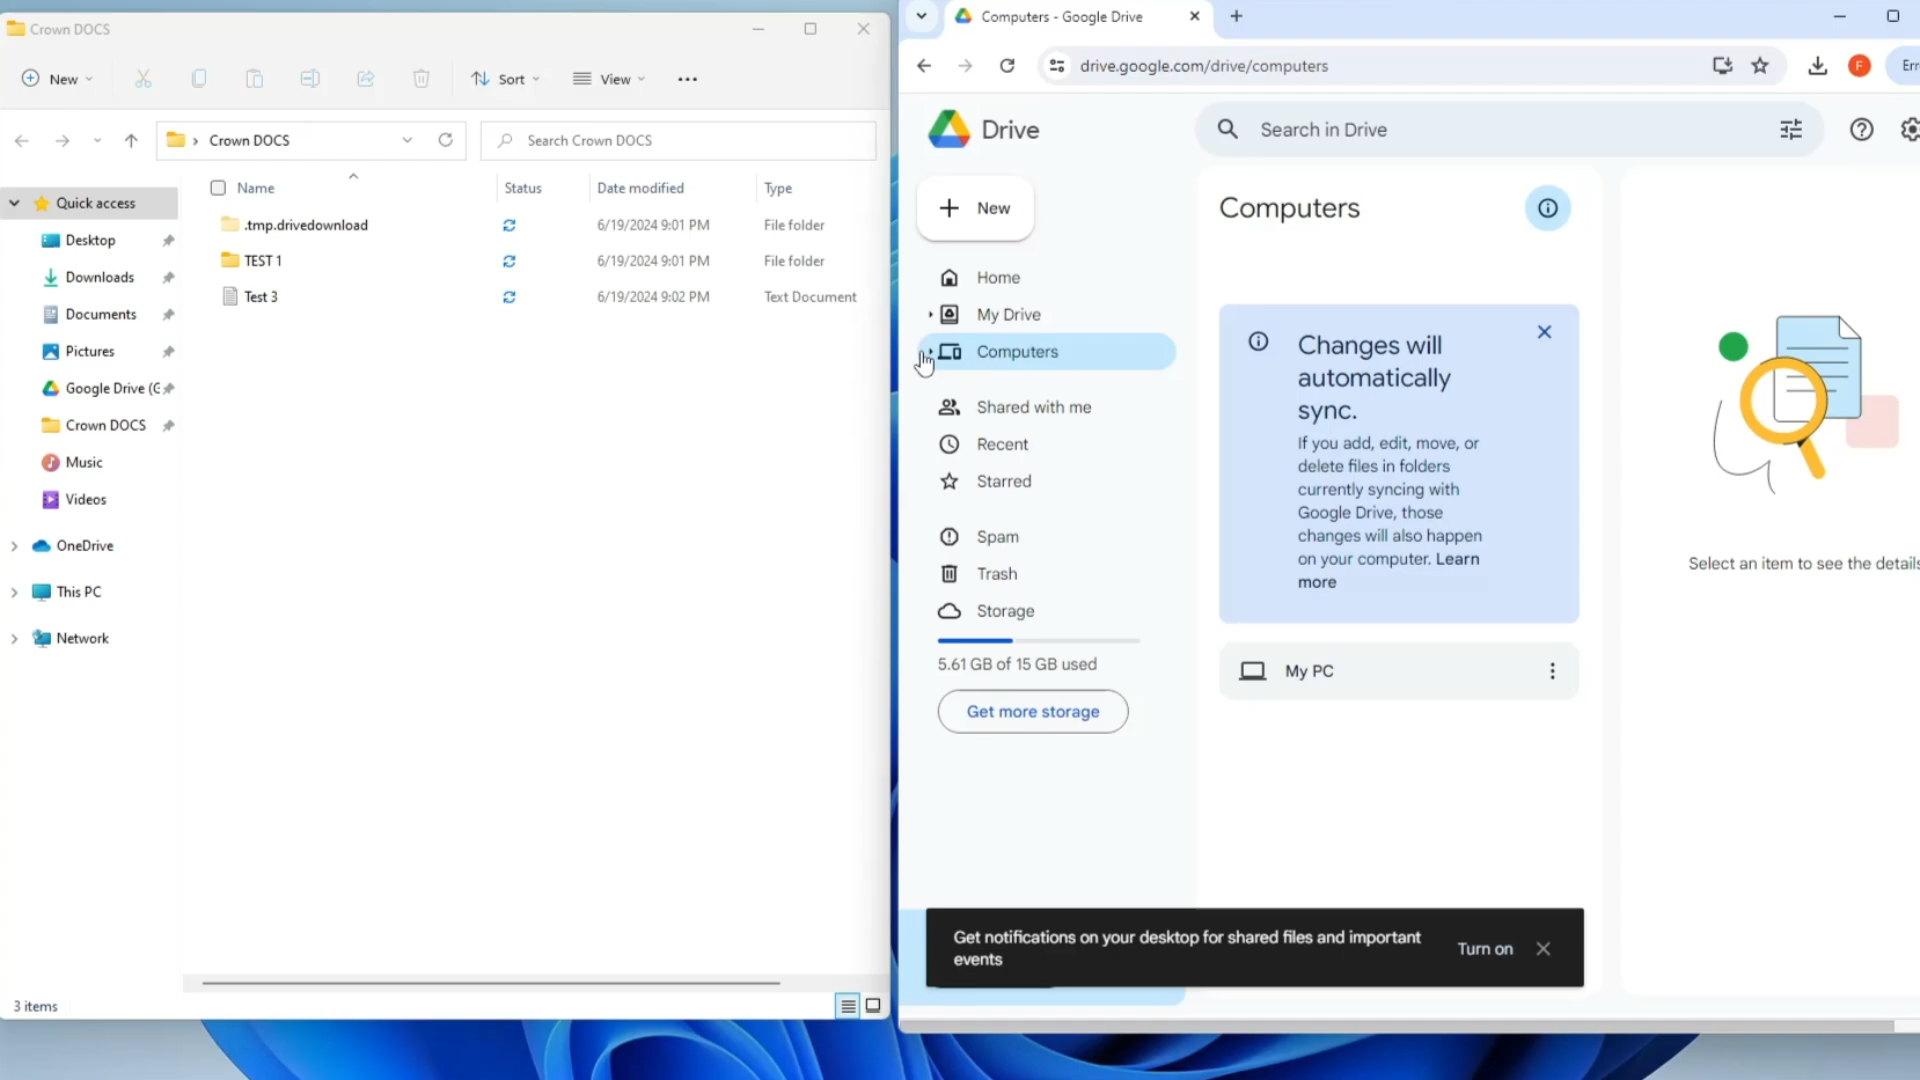 Crown DOCS
New
Sort
View
Crown DOCS
Search Crown DOCS
Name
Status
Date modified
Type
.tmp.drivedownload
6/19/2024 9:01 PM
File folder
TEST 1
6/19/2024 9:01 PM
File folder
Test 3
6/19/2024 9:02 PM
Text Document
Quick access
Desktop
Downloads
Documents
Pictures
Google Drive (G
Crown DOCS
Music
Videos
OneDrive
This PC
Network
3 items
Computers - Google Drive
drive.google.com/drive/computers
F
Err
Drive
Search in Drive
New
Home
My Drive
Computers
Shared with me
Recent
Starred
Spam
Trash
Storage
5.61 GB of 15 GB used
Get more storage
Computers
Changes will
automatically
sync.
If you add, edit, move, or
delete files in folders
currently syncing with
Google Drive, those
changes will also happen
on your computer. Learn
more
My PC
Select an item to see the details
Get notifications on your desktop for shared files and important
events
Turn on